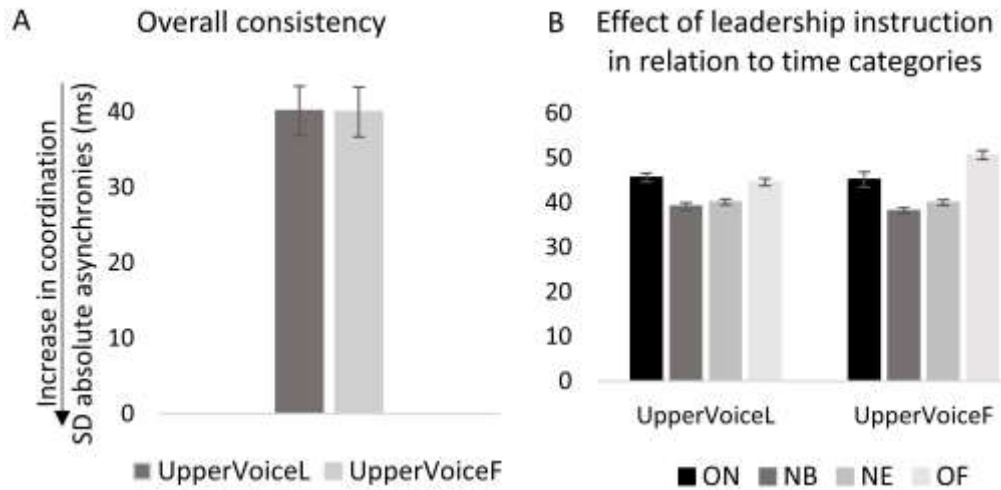 A
Overall consistency
Increase in coordination
SD absolute asynchronies (ms)
40
30
20
10
0
UpperVoiceL UpperVoiceF
B
Effect of leadership instruction
in relation to time categories
60
50
40
30
20
10
0
UpperVoiceL UpperVoiceF
ON NB NE OF